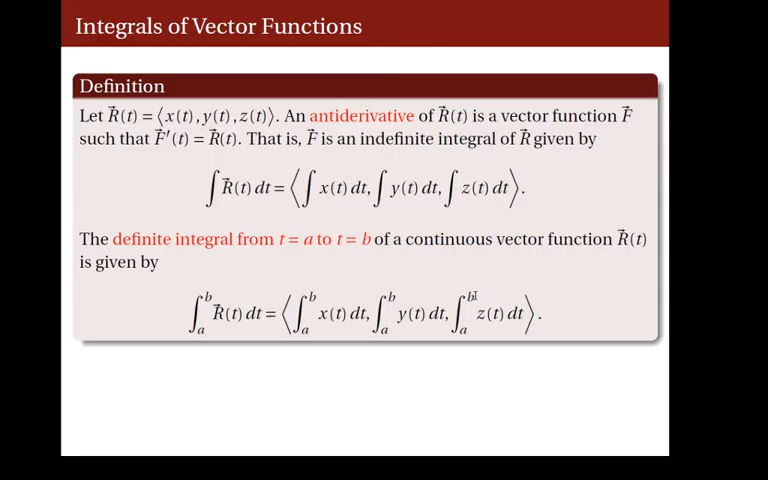 Integrals of Vector Functions
Definition
Let R⃗(t) = ⟨x(t), y(t), z(t)⟩. An antiderivative of R⃗(t) is a vector function F⃗
such that F⃗′(t) = R⃗(t). That is, F⃗ is an indefinite integral of R⃗ given by
∫ R⃗(t) dt = ⟨∫ x(t) dt, ∫ y(t) dt, ∫ z(t) dt⟩.
The definite integral from t = a to t = b of a continuous vector function R⃗(t)
is given by
∫ₐᵇ R⃗(t) dt = ⟨∫ₐᵇ x(t) dt, ∫ₐᵇ y(t) dt, ∫ₐᵇ z(t) dt⟩.